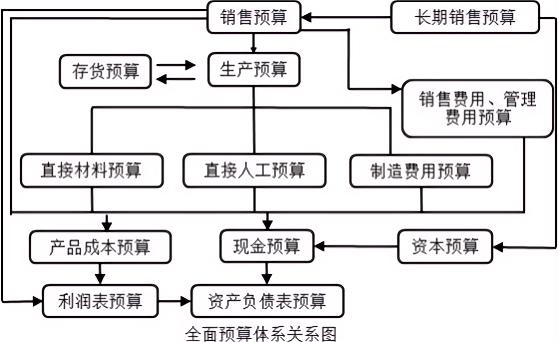 销售预算
长期销售预算
存货预算
生产预算
销售费用、管理
费用预算
直接材料预算
直接人工预算
制造费用预算
产品成本预算
现金预算
资本预算
利润表预算
资产负债表预算
全面预算体系关系图